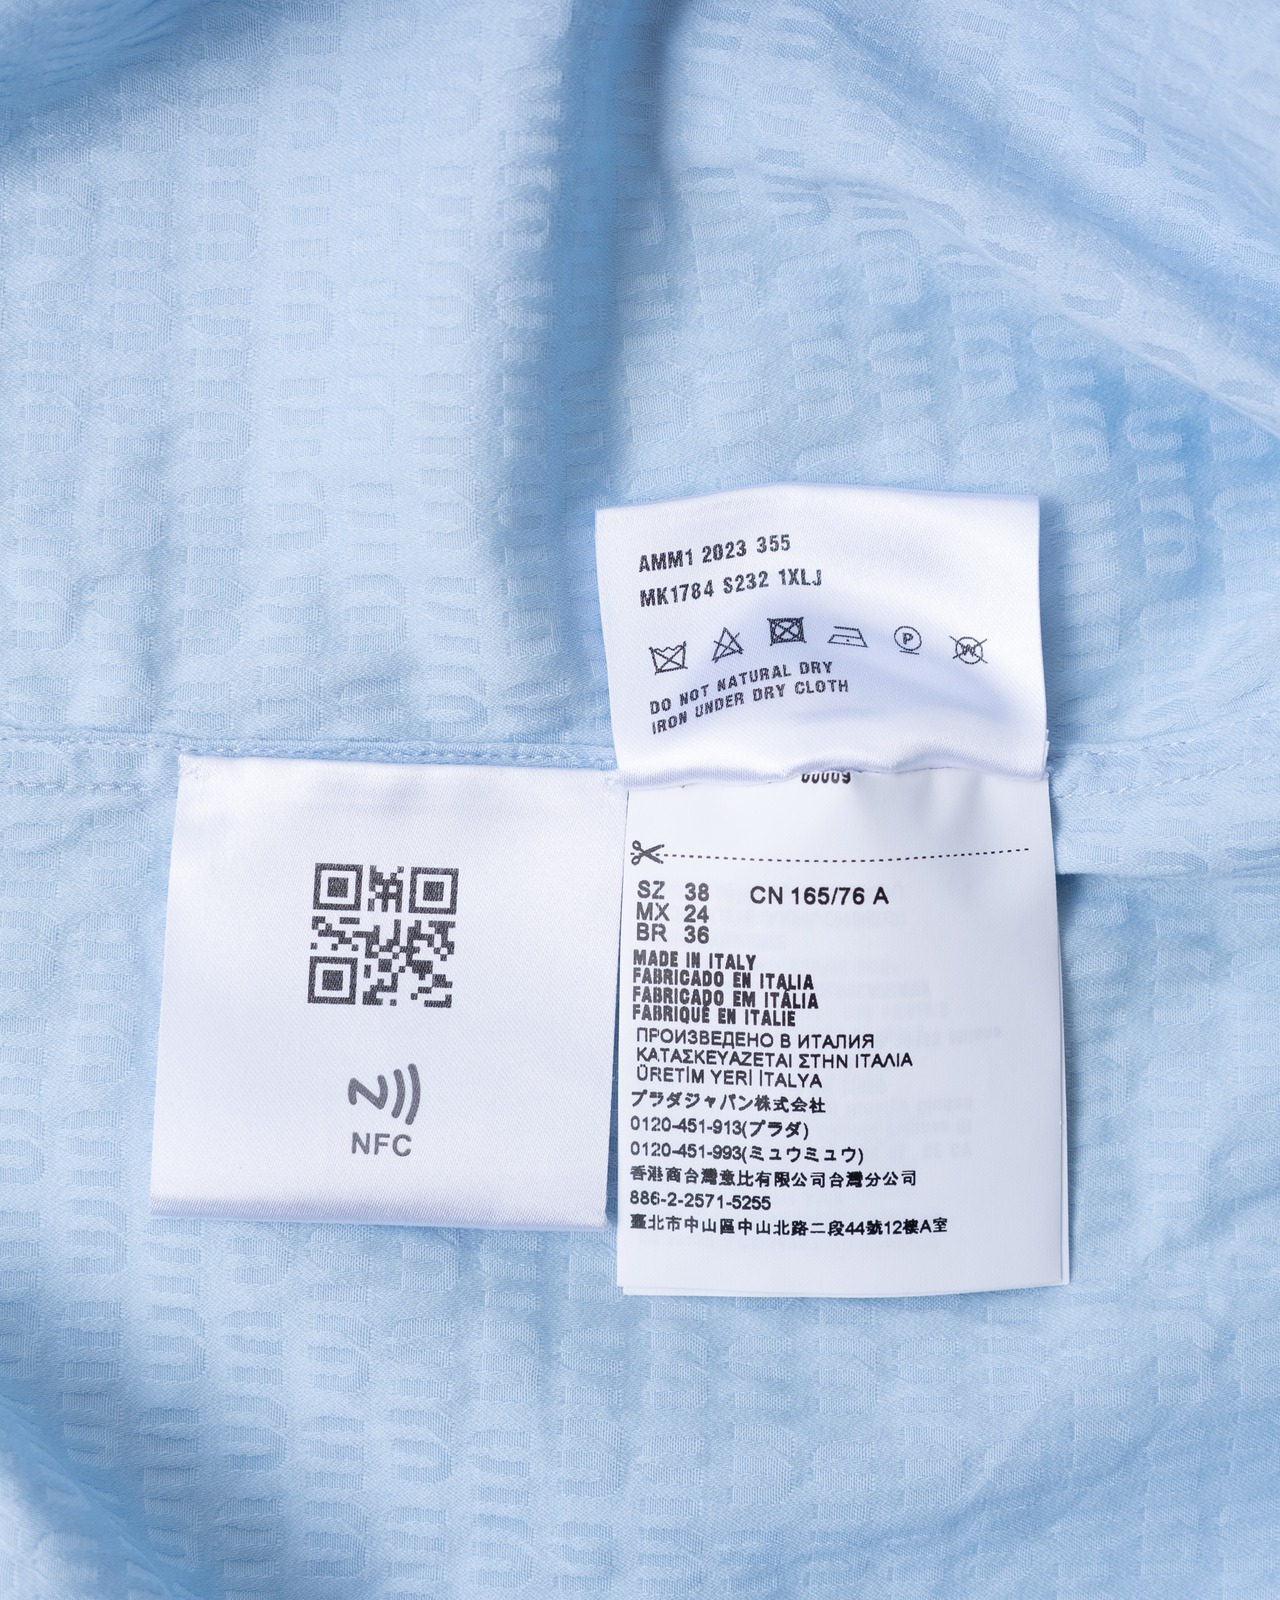 AMM1 2023 355
MK1784 S232 1XLJ
P
W
DO NOT NATURAL DRY
IRON UNDER DRY CLOTH
00009
SZ 38 CN 165/76 A
MX 24
BR 36
MADE IN ITALY
FABRICADO EN ITALIA
FABRICADO EM ITÁLIA
FABRIQUÉ EN ITALIE
ПРОИЗВЕДЕНО В ИТАЛИЯ
ΚΑΤΑΣΚΕΥΑΖΕΤΑΙ ΣΤΗΝ ΙΤΑΛΙΑ
ÜRETİM YERİ İTALYA
プラダジャパン株式会社
0120-451-913(プラダ)
0120-451-993(ミュウミュウ)
香港商台灣意比有限公司台灣分公司
886-2-2571-5255
臺北市中山區中山北路二段44號12樓A室
NFC